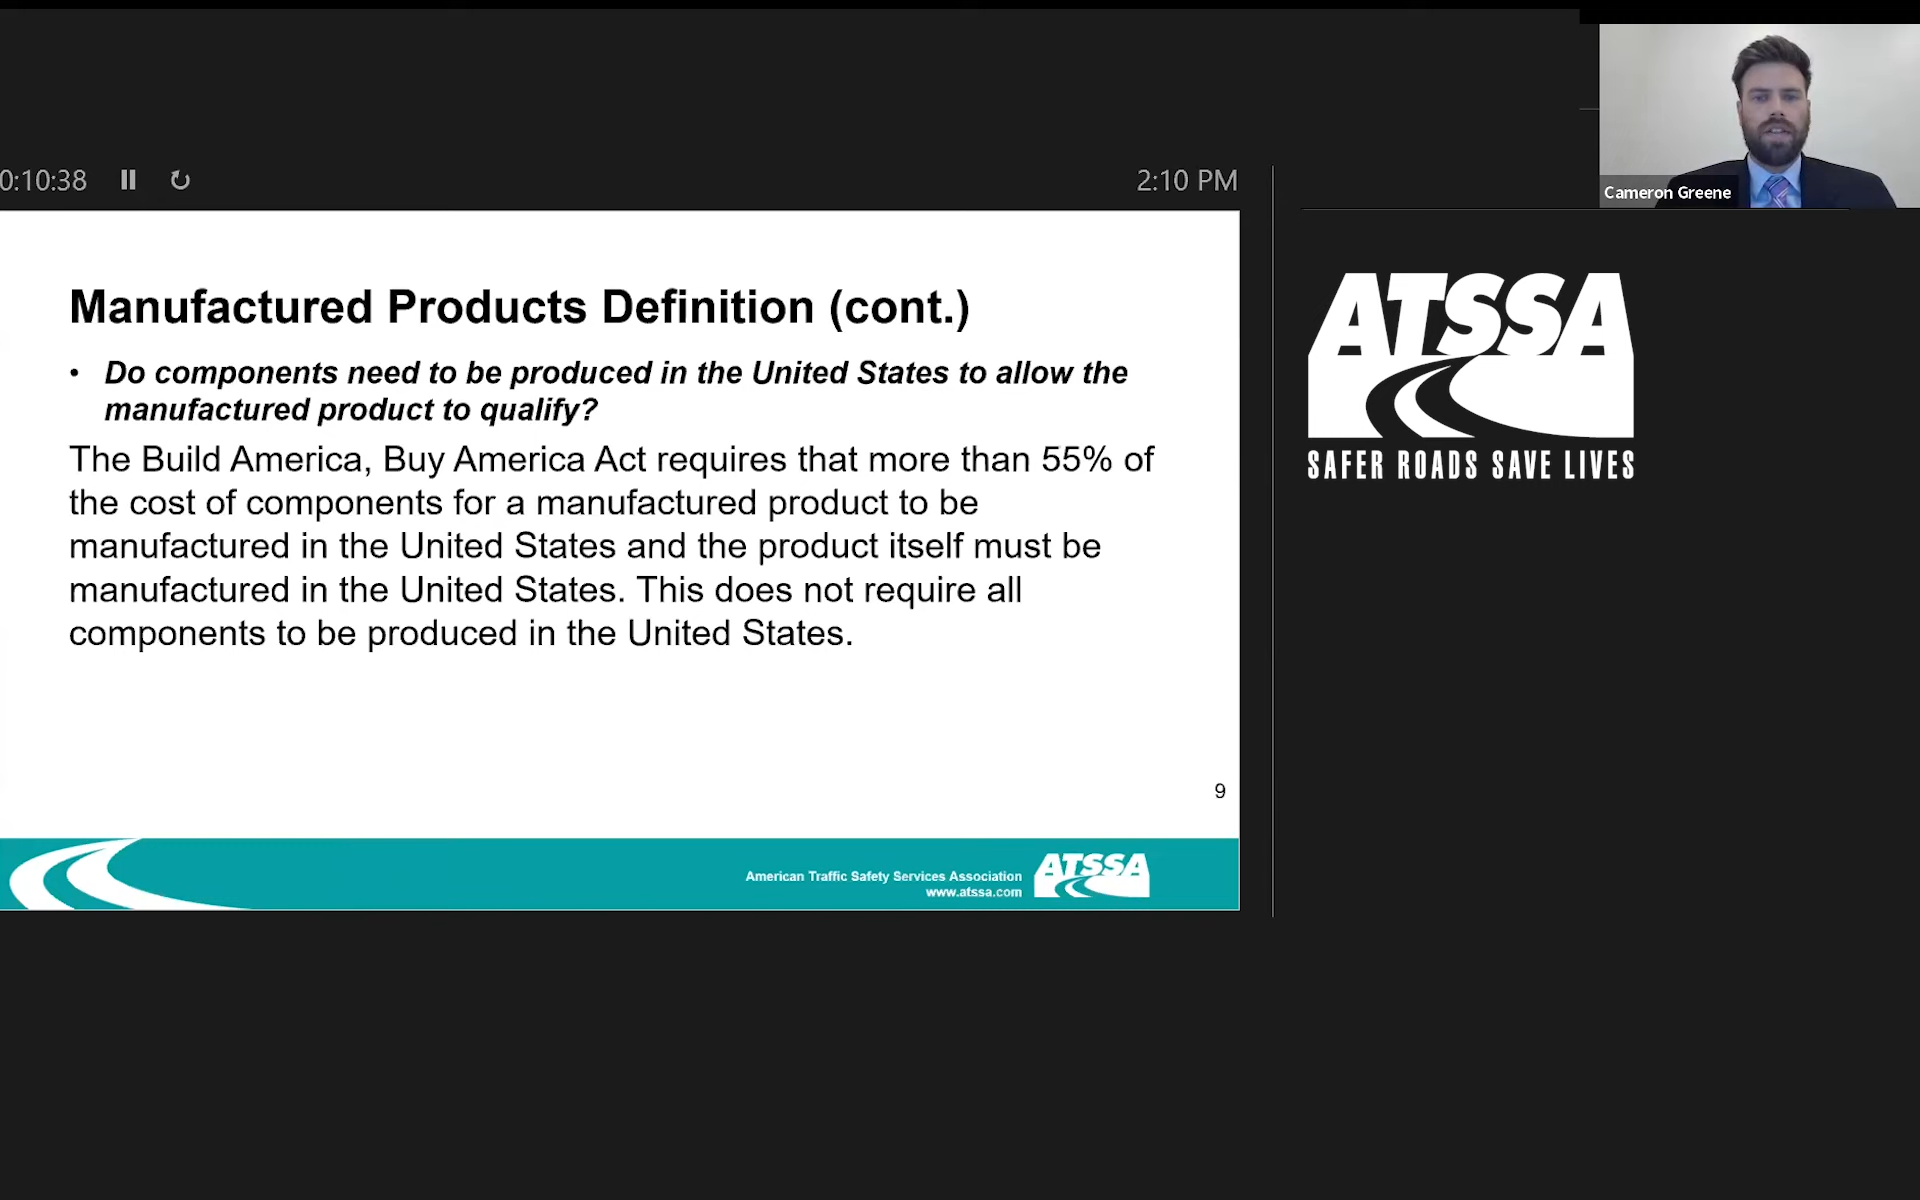 Cameron Greene
0:10:38
2:10 PM
Manufactured Products Definition (cont.)
• Do components need to be produced in the United States to allow the
manufactured product to qualify?
The Build America, Buy America Act requires that more than 55% of
the cost of components for a manufactured product to be
manufactured in the United States and the product itself must be
manufactured in the United States. This does not require all
components to be produced in the United States.
9
American Traffic Safety Services Association
www.atssa.com
ATSSA
ATSSA
SAFER ROADS SAVE LIVES